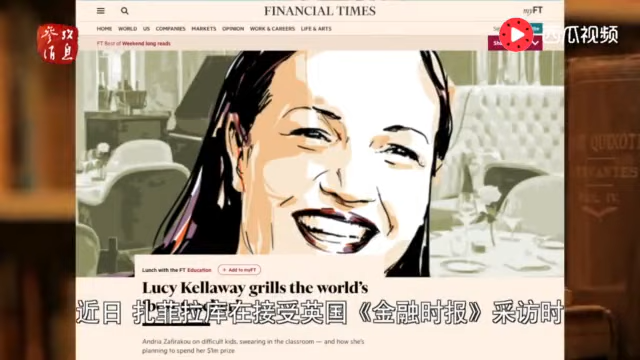 FINANCIAL TIMES
myFT
HOME WORLD US COMPANIES MARKETS OPINION WORK & CAREERS LIFE & ARTS
FT Best of Weekend long reads
参考消息
西瓜视频
Lunch with the FT Education + Add to myFT
Lucy Kellaway grills the world's
近日 扎菲拉库在接受英国《金融时报》采访时
Andria Zafirakou on difficult kids, swearing in the classroom — and how she's
planning to spend her $1m prize